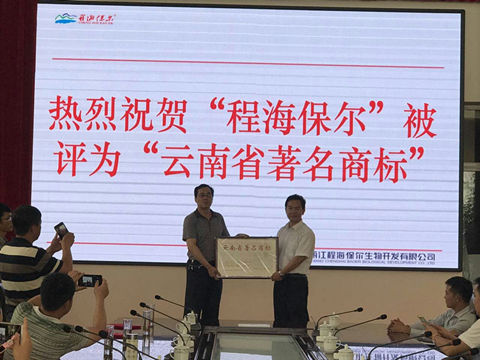 程海保尔
热烈祝贺“程海保尔”被
评为“云南省著名商标”
云南省著名商标
丽江程海保尔生物开发有限公司